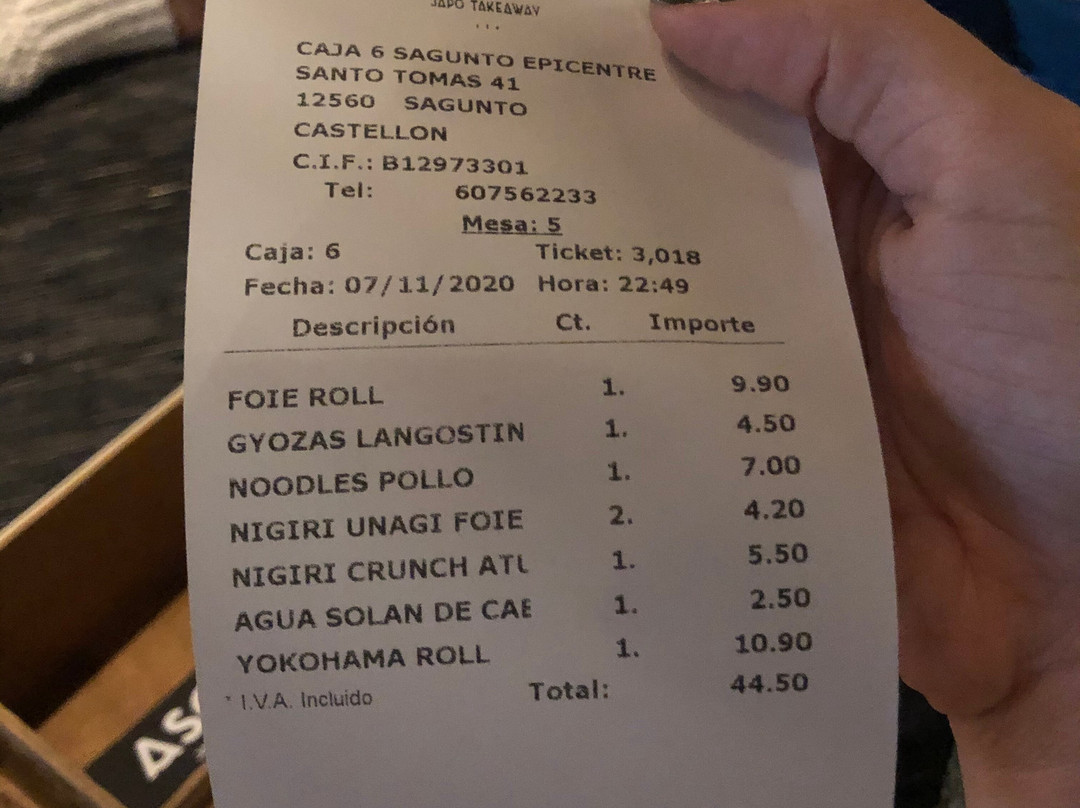 JAPO TAKEAWAY
...
CAJA 6 SAGUNTO EPICENTRE
SANTO TOMAS 41
12560 SAGUNTO
CASTELLON
C.I.F.: B12973301
Tel: 607562233
Mesa: 5
Caja: 6 Ticket: 3,018
Fecha: 07/11/2020 Hora: 22:49
Descripción Ct. Importe
FOIE ROLL 1. 9.90
GYOZAS LANGOSTIN 1. 4.50
NOODLES POLLO 1. 7.00
NIGIRI UNAGI FOIE 2. 4.20
NIGIRI CRUNCH ATU 1. 5.50
AGUA SOLAN DE CAB 1. 2.50
YOKOHAMA ROLL 1. 10.90
* I.V.A. Incluido Total: 44.50